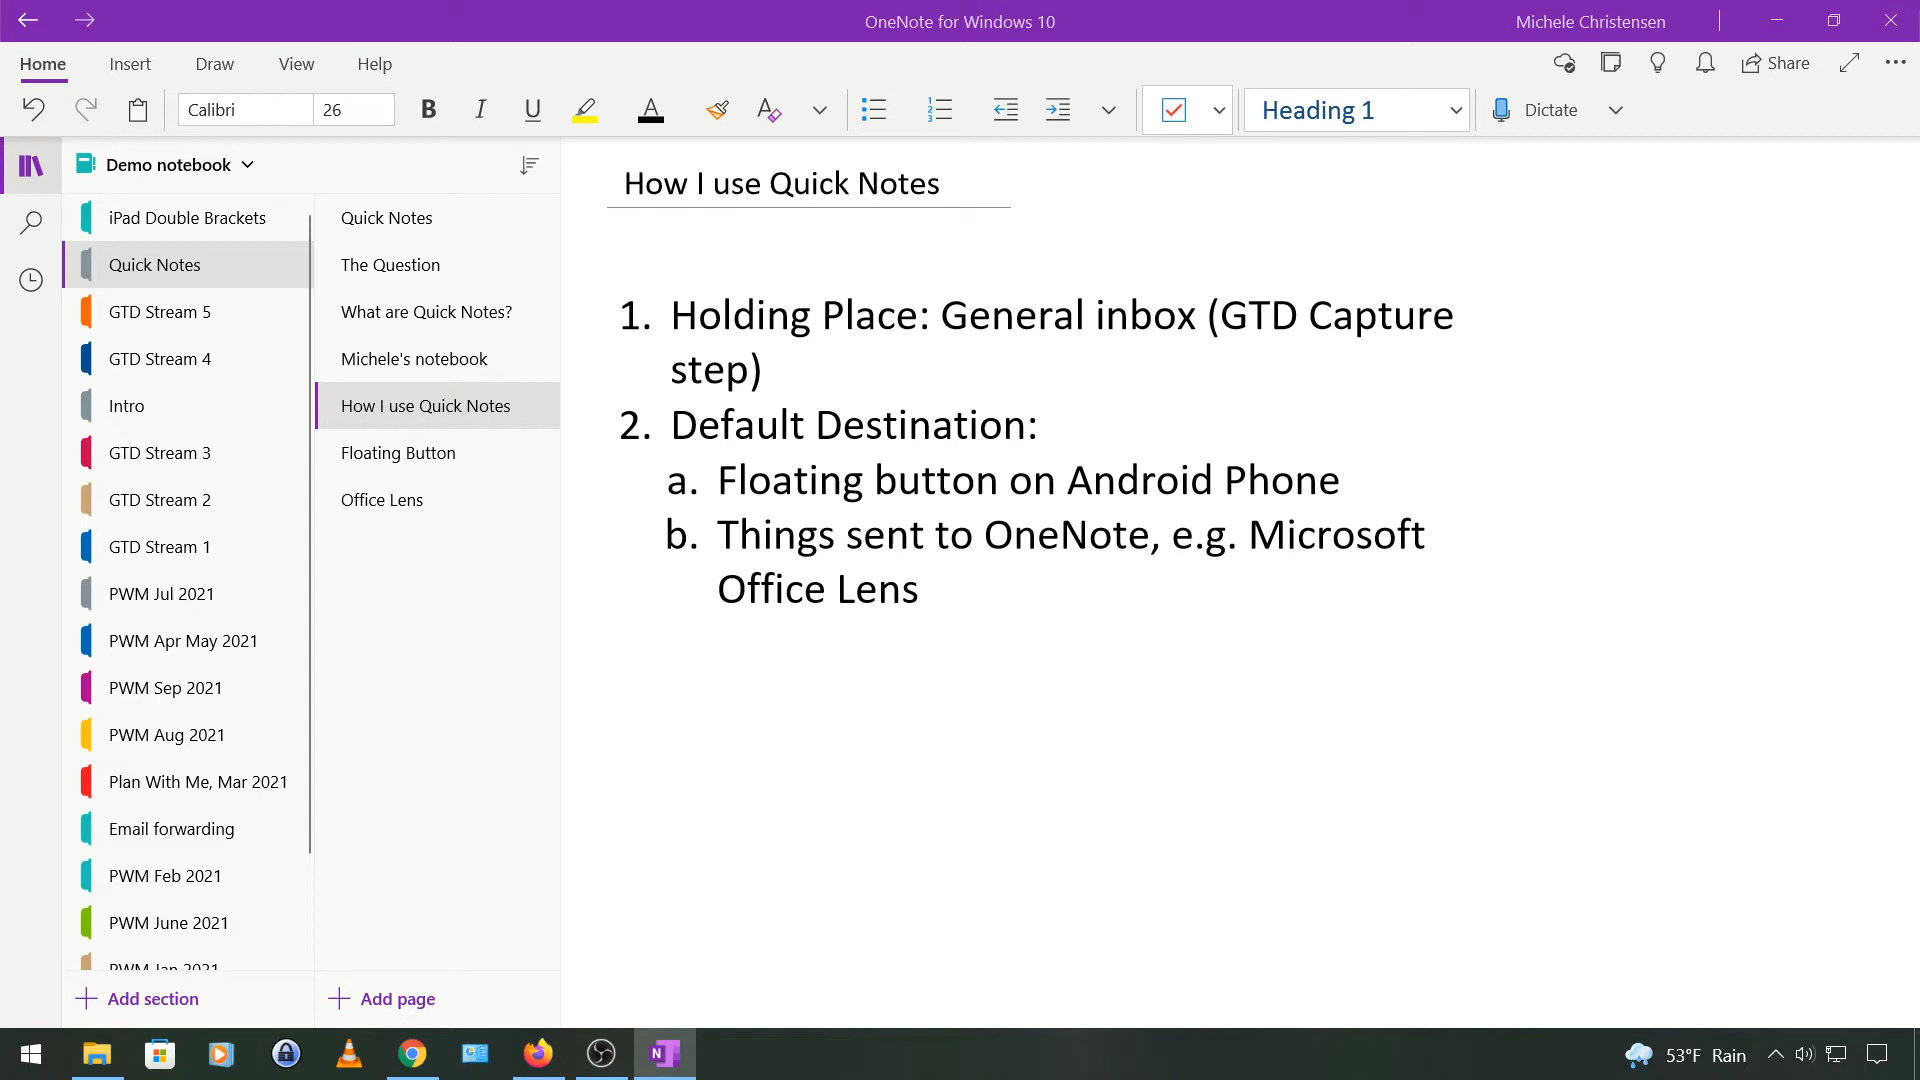 OneNote for Windows 10
Michele Christensen
Home Insert Draw View Help
Share
Calibri 26
B I U A A
Heading 1
Dictate
Demo notebook
iPad Double Brackets
Quick Notes
GTD Stream 5
GTD Stream 4
Intro
GTD Stream 3
GTD Stream 2
GTD Stream 1
PWM Jul 2021
PWM Apr May 2021
PWM Sep 2021
PWM Aug 2021
Plan With Me, Mar 2021
Email forwarding
PWM Feb 2021
PWM June 2021
PWM Jan 2021
Add section
Quick Notes
The Question
What are Quick Notes?
Michele's notebook
How I use Quick Notes
Floating Button
Office Lens
Add page
How I use Quick Notes
1. Holding Place: General inbox (GTD Capture
step)
2. Default Destination:
a. Floating button on Android Phone
b. Things sent to OneNote, e.g. Microsoft
Office Lens
N
53°F Rain